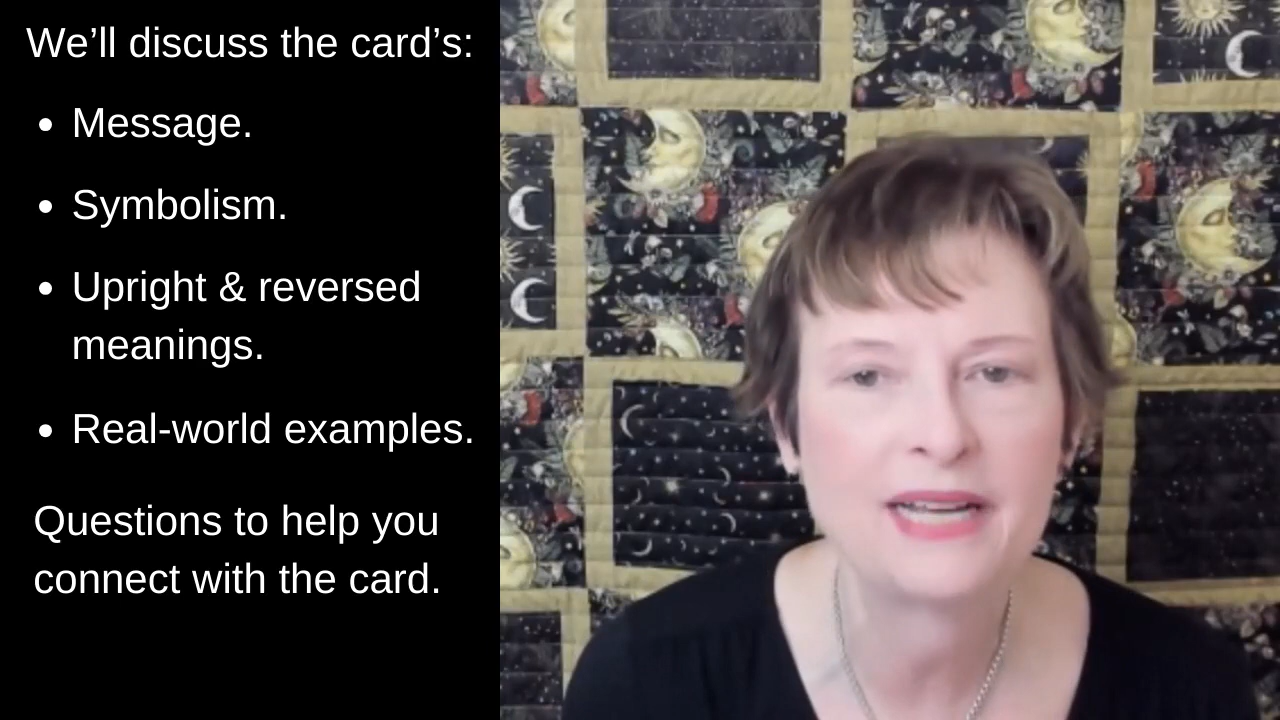 We’ll discuss the card’s:
• Message.
• Symbolism.
• Upright & reversed
meanings.
• Real-world examples.
Questions to help you
connect with the card.